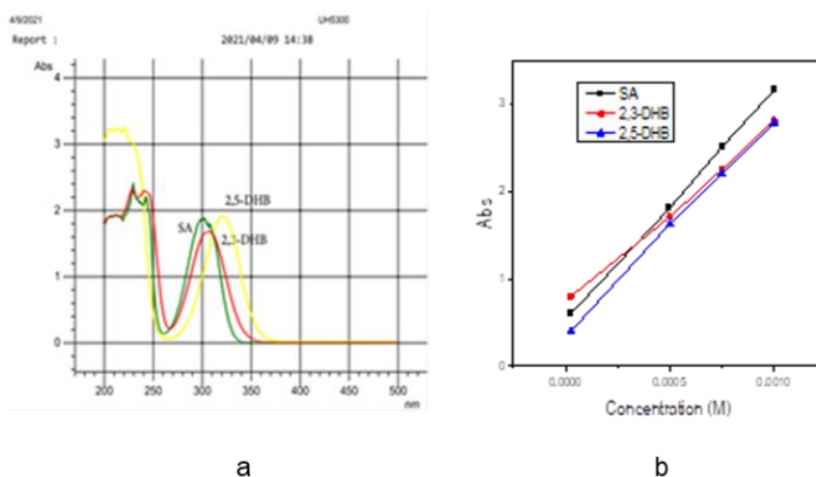 4/9/2021 UH5300
Report : 2021/04/09 14:38
Abs
4
3
2
1
0
200 250 300 350 400 450 500
nm
2,5-DHB
SA
2,3-DHB
a
SA
2,3-DHB
2,5-DHB
Abs
3
2
1
0
0.0000 0.0005 0.0010
Concentration (M)
b